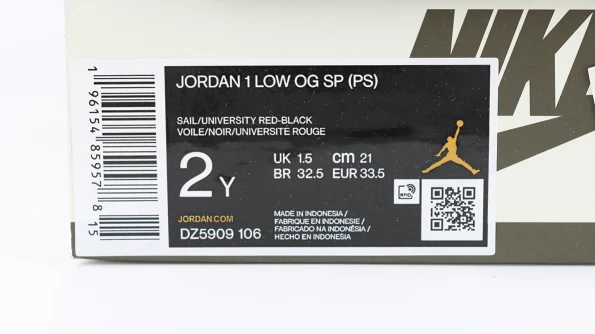 NIKE
JORDAN 1 LOW OG SP (PS)
SAIL/UNIVERSITY RED-BLACK
VOILE/NOIR/UNIVERSITE ROUGE
2Y
UK 1.5 cm 21
BR 32.5 EUR 33.5
JORDAN.COM
DZ5909 106
MADE IN INDONESIA /
FABRIQUE EN INDONESIE /
FABRICADO NA INDONÉSIA /
HECHO EN INDONESIA
RFID
1 96154 85957 8 15